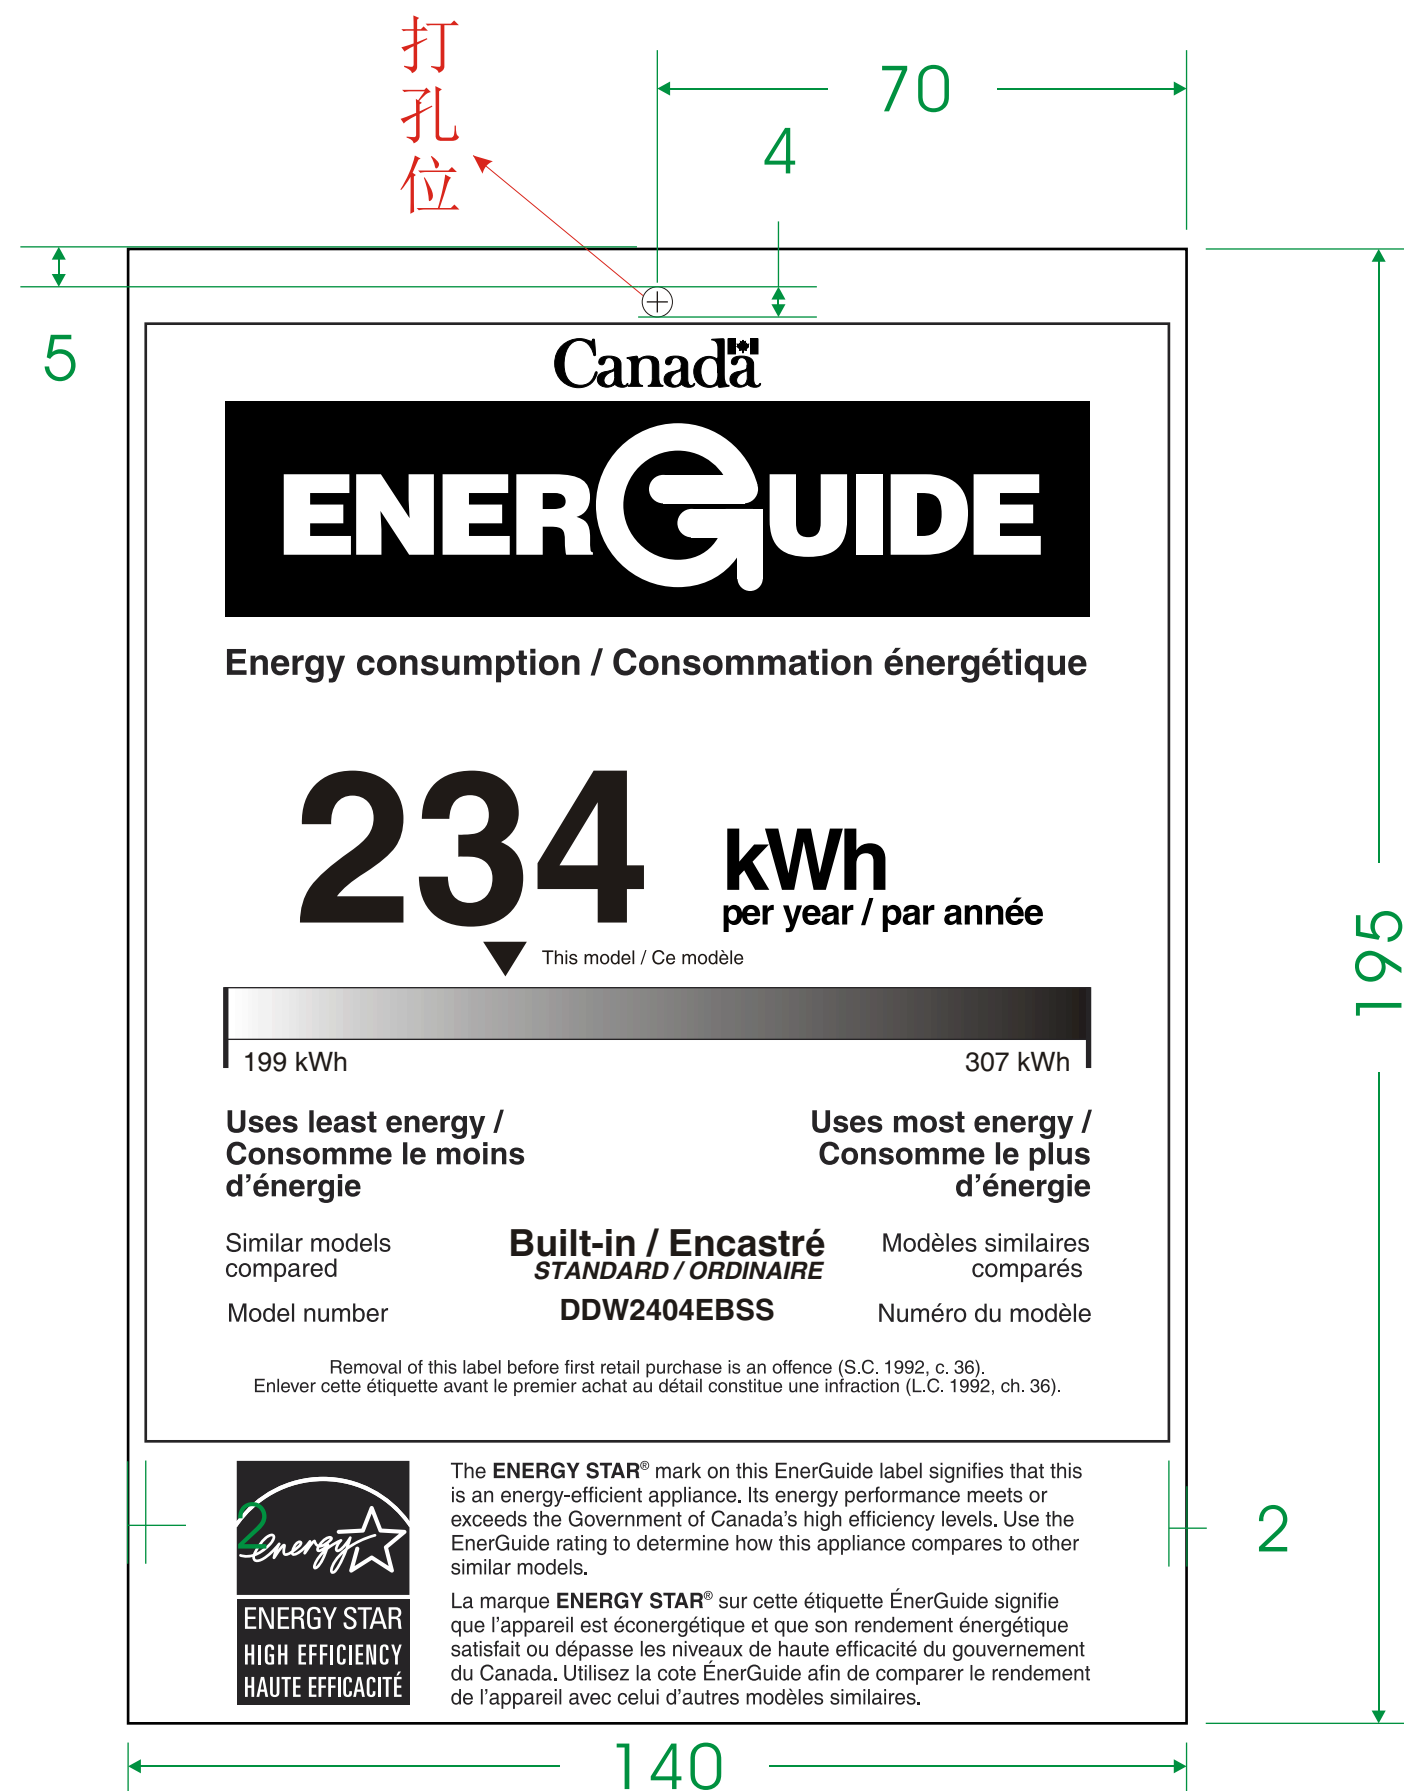 打孔位
70
4
5
Canada
ENERGUIDE
Energy consumption / Consommation énergétique
234 kWh
per year / par année
This model / Ce modèle
199 kWh 307 kWh
Uses least energy / Uses most energy /
Consomme le moins Consomme le plus
d'énergie d'énergie
Similar models Built-in / Encastré Modèles similaires
compared STANDARD / ORDINAIRE comparés
Model number DDW2404EBSS Numéro du modèle
Removal of this label before first retail purchase is an offence (S.C. 1992, c. 36).
Enlever cette étiquette avant le premier achat au détail constitue une infraction (L.C. 1992, ch. 36).
195
2
energy
ENERGY STAR
HIGH EFFICIENCY
HAUTE EFFICACITÉ
The ENERGY STAR® mark on this EnerGuide label signifies that this
is an energy-efficient appliance. Its energy performance meets or
exceeds the Government of Canada's high efficiency levels. Use the
EnerGuide rating to determine how this appliance compares to other
similar models.
La marque ENERGY STAR® sur cette étiquette ÉnerGuide signifie
que l'appareil est éconergétique et que son rendement énergétique
satisfait ou dépasse les niveaux de haute efficacité du gouvernement
du Canada. Utilisez la cote ÉnerGuide afin de comparer le rendement
de l'appareil avec celui d'autres modèles similaires.
2
140